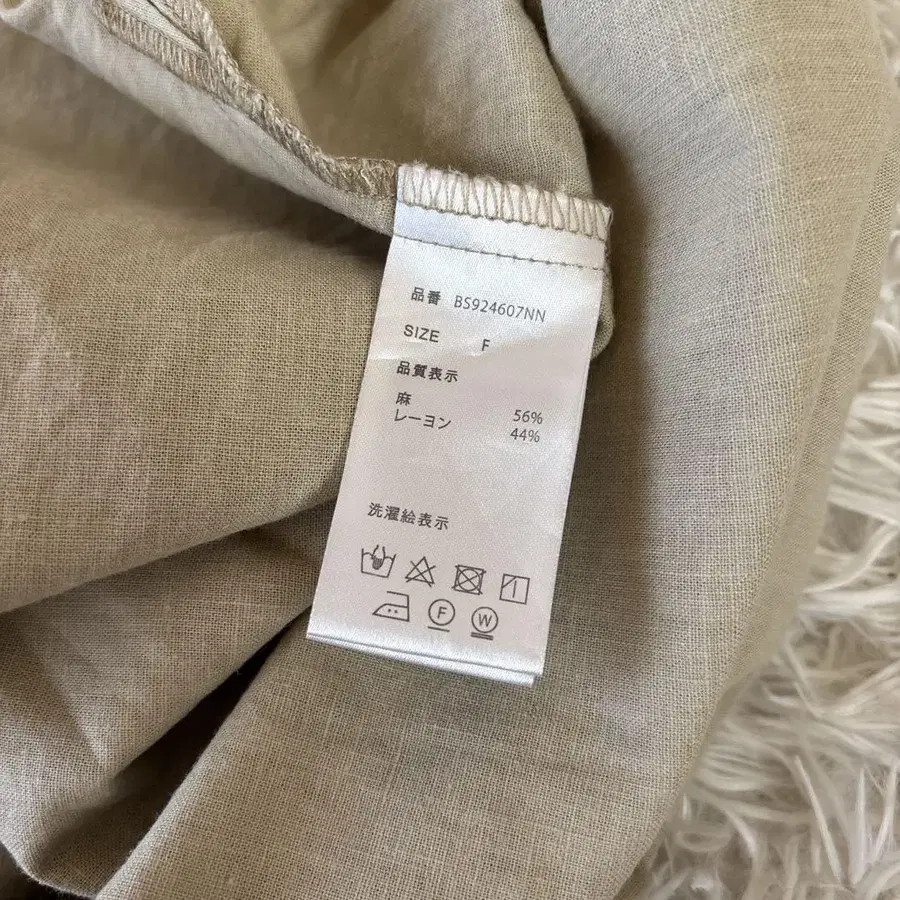 品番 BS924607NN
SIZE F
品質表示
麻 56%
レーヨン 44%
洗濯絵表示
F W